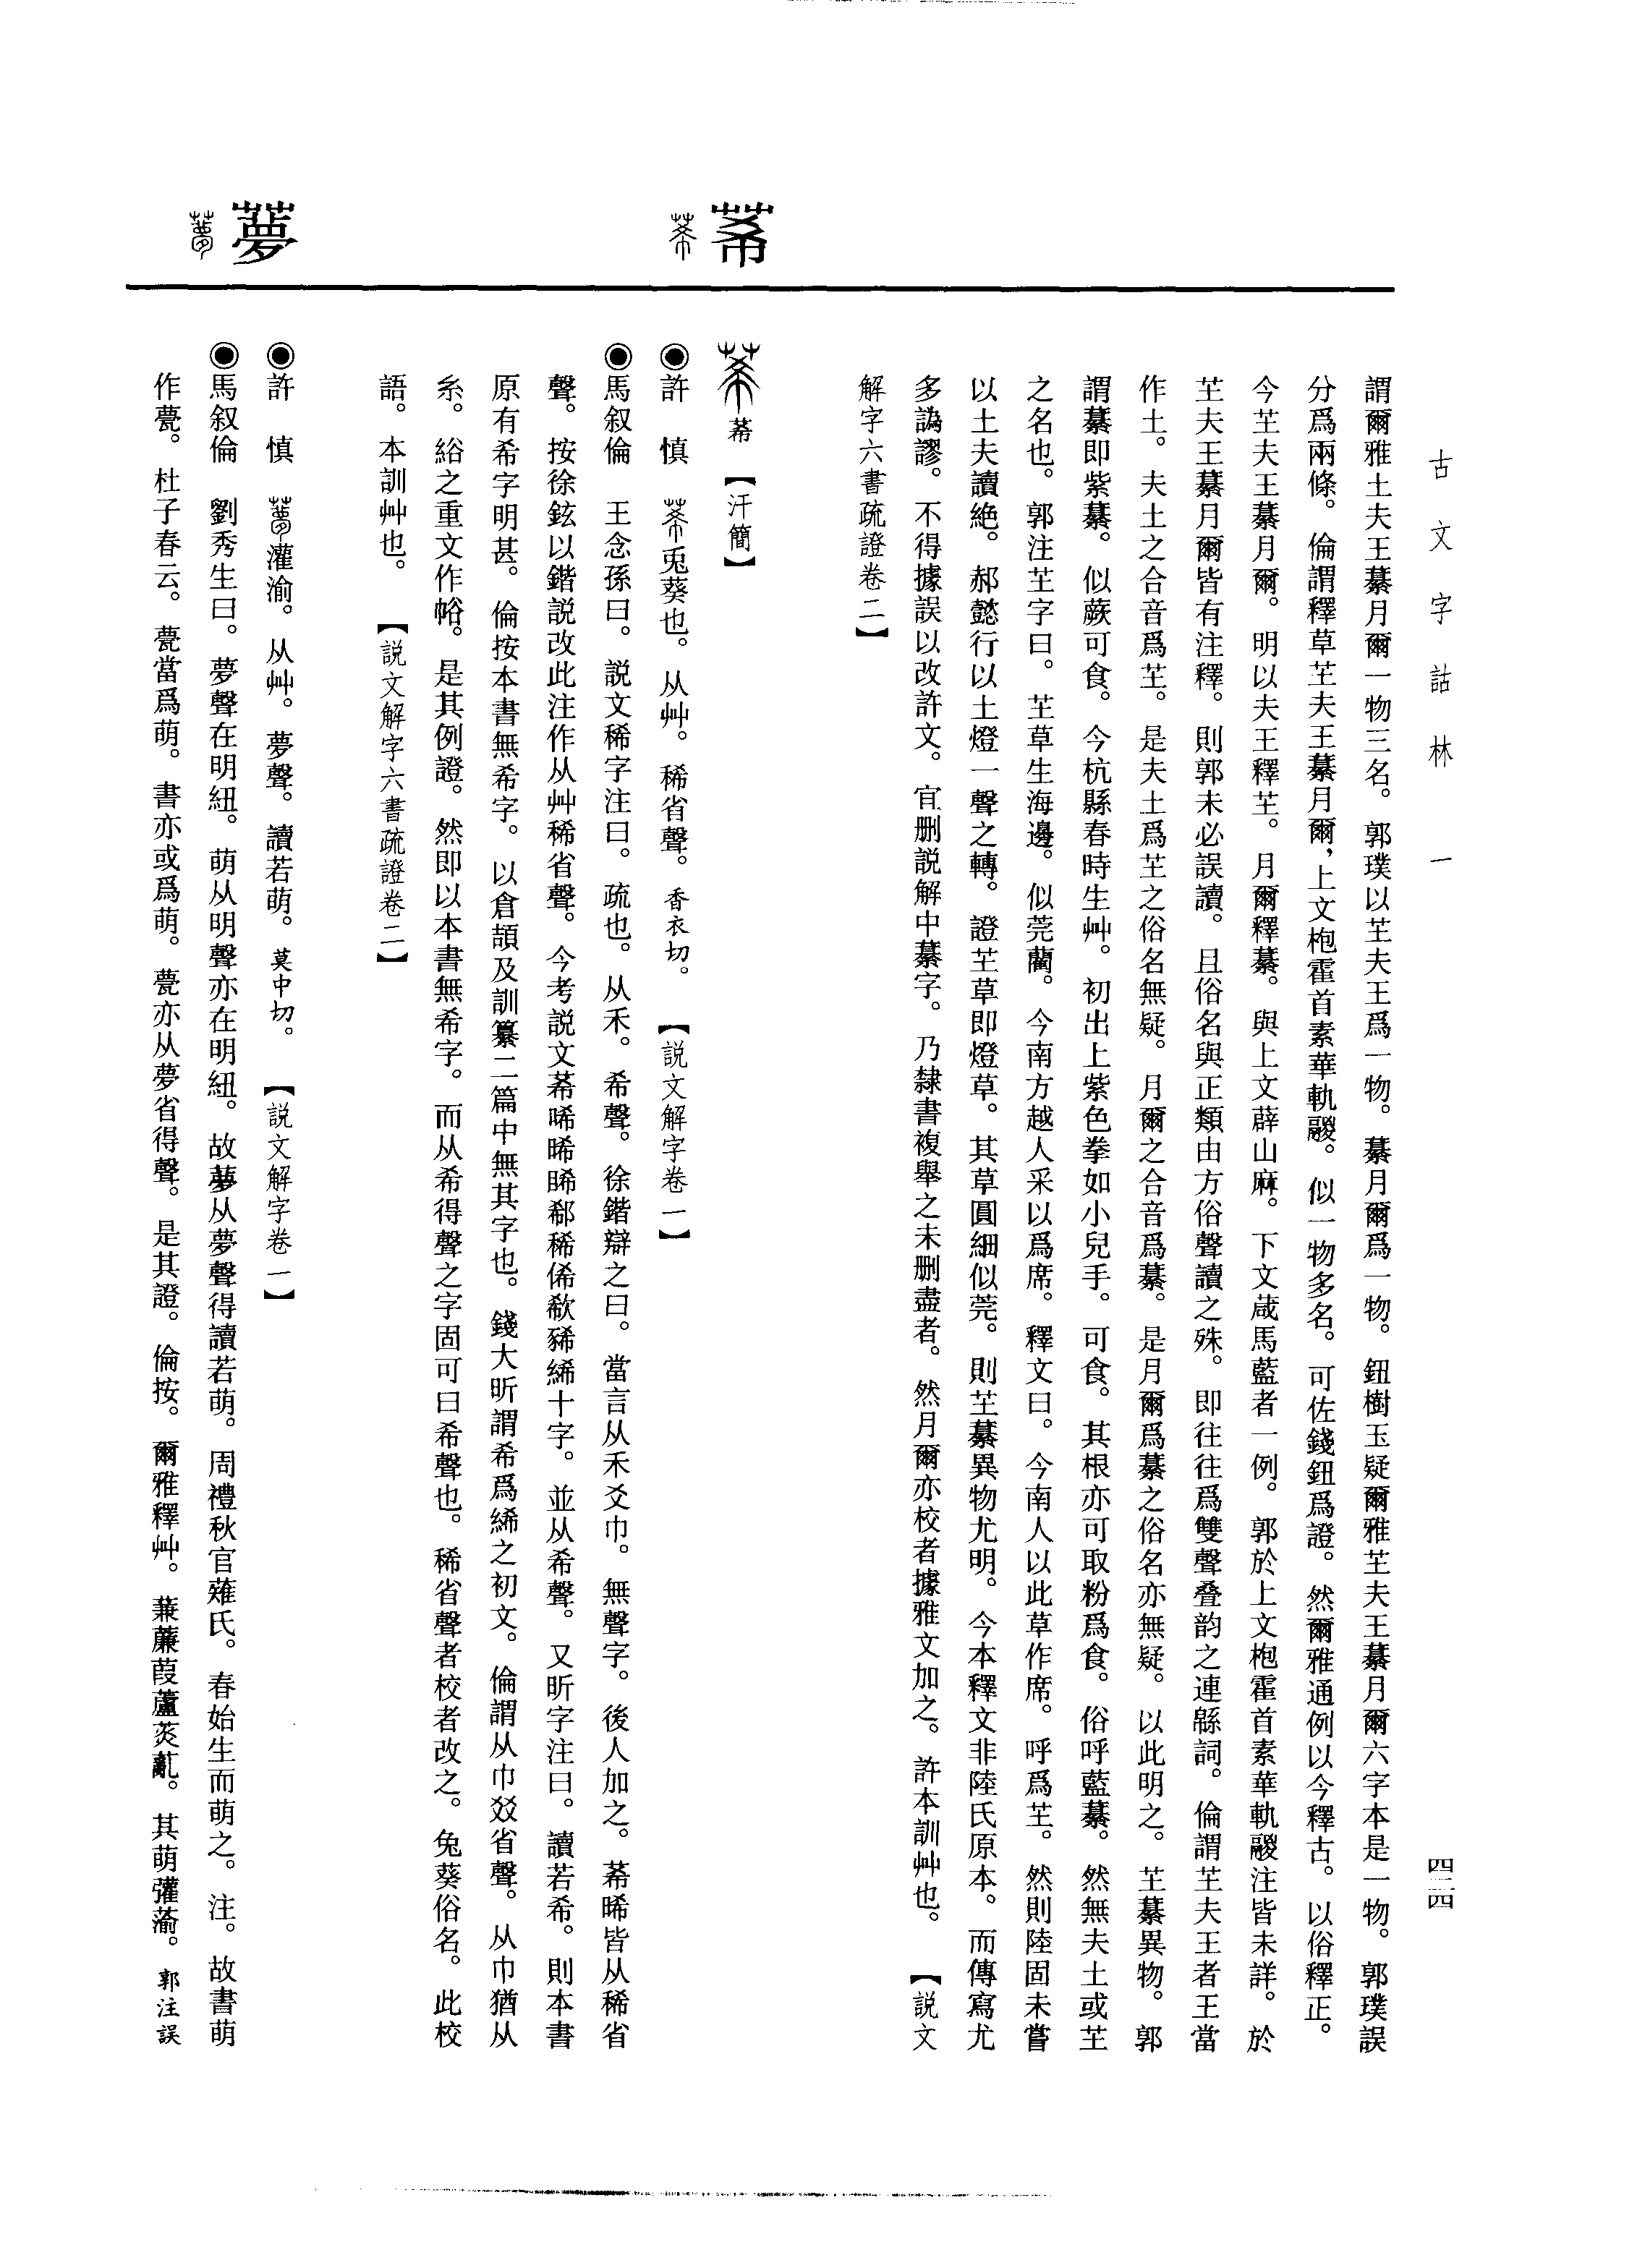 古文字詁林　一
四二四
謂爾雅土夫王蔂月爾一物三名。郭璞以芏夫王爲一物。綦月爾爲一物。鈕樹玉疑爾雅芏夫王綦月爾六字本是一物。郭璞誤
分爲兩條。倫謂釋草芏夫王綦月爾，上文枹霍首素華軌鬷。似一物多名。可佐錢鈕爲證。然爾雅通例以今釋古。以俗釋正。
今芏夫王綦月爾。明以夫王釋芏。月爾釋綦。與上文薜山麻。下文葴馬藍者一例。郭於上文枹霍首素華軌鬷注皆未詳。於
芏夫王綦月爾皆有注釋。則郭未必誤讀。且俗名與正類由方俗聲讀之殊。即往往爲雙聲叠韵之連緜詞。倫謂芏夫王者王當
作土。夫土之合音爲芏。是夫土爲芏之俗名無疑。月爾之合音爲綦。是月爾爲綦之俗名亦無疑。以此明之。芏綦異物。郭
謂綦即紫綦。似蕨可食。今杭縣春時生艸。初出上紫色拳如小兒手。可食。其根亦可取粉爲食。俗呼藍綦。然無夫土或芏
之名也。郭注芏字曰。芏草生海邊。似莞藺。今南方越人采以爲席。釋文曰。今南人以此草作席。呼爲芏。然則陸固未嘗
以土夫讀絶。郝懿行以土燈一聲之轉。證芏草即燈草。其草圓細似莞。則芏綦異物尤明。今本釋文非陸氏原本。而傳寫尤
多譌謬。不得據誤以改許文。宜删説解中綦字。乃隸書複舉之未删盡者。然月爾亦校者據雅文加之。許本訓艸也。【説文
解字六書疏證卷二】
莃
莃【汗簡】
◉許　慎　莃兎葵也。从艸。稀省聲。香衣切。【説文解字卷一】
◉馬叙倫　王念孫曰。説文稀字注曰。疏也。从禾。希聲。徐鍇辯之曰。當言从禾爻巾。無聲字。後人加之。莃晞皆从稀省
聲。按徐鉉以鍇説改此注作从艸稀省聲。今考説文莃唏晞睎郗稀俙欷豨絺十字。並从希聲。又昕字注曰。讀若希。則本書
原有希字明甚。倫按本書無希字。以倉頡及訓纂二篇中無其字也。錢大昕謂希爲絺之初文。倫謂从巾㸚省聲。从巾猶从
糸。綌之重文作㡆。是其例證。然即以本書無希字。而从希得聲之字固可曰希聲也。稀省聲者校者改之。兔葵俗名。此校
語。本訓艸也。【説文解字六書疏證卷二】
夢
◉許　慎　灌渝。从艸。夢聲。讀若萌。莫中切。【説文解字卷一】
◉馬叙倫　劉秀生曰。夢聲在明紐。萌从明聲亦在明紐。故夢从夢聲得讀若萌。周禮秋官薙氏。春始生而萌之。注。故書萌
作甍。杜子春云。甍當爲萌。書亦或爲萌。甍亦从夢省得聲。是其證。倫按。爾雅釋艸。蒹薕葭蘆菼薍。其萌虇蕍。郭注誤